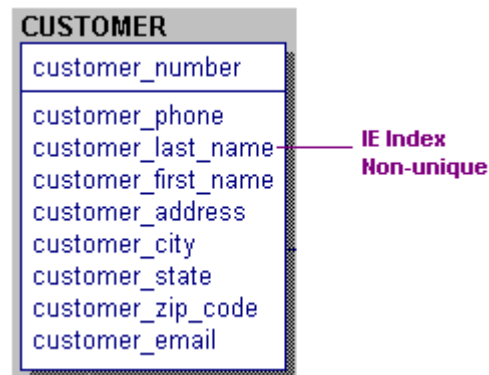 CUSTOMER
customer_number
customer_phone
customer_last_name
customer_first_name
customer_address
customer_city
customer_state
customer_zip_code
customer_email
IE Index
Non-unique